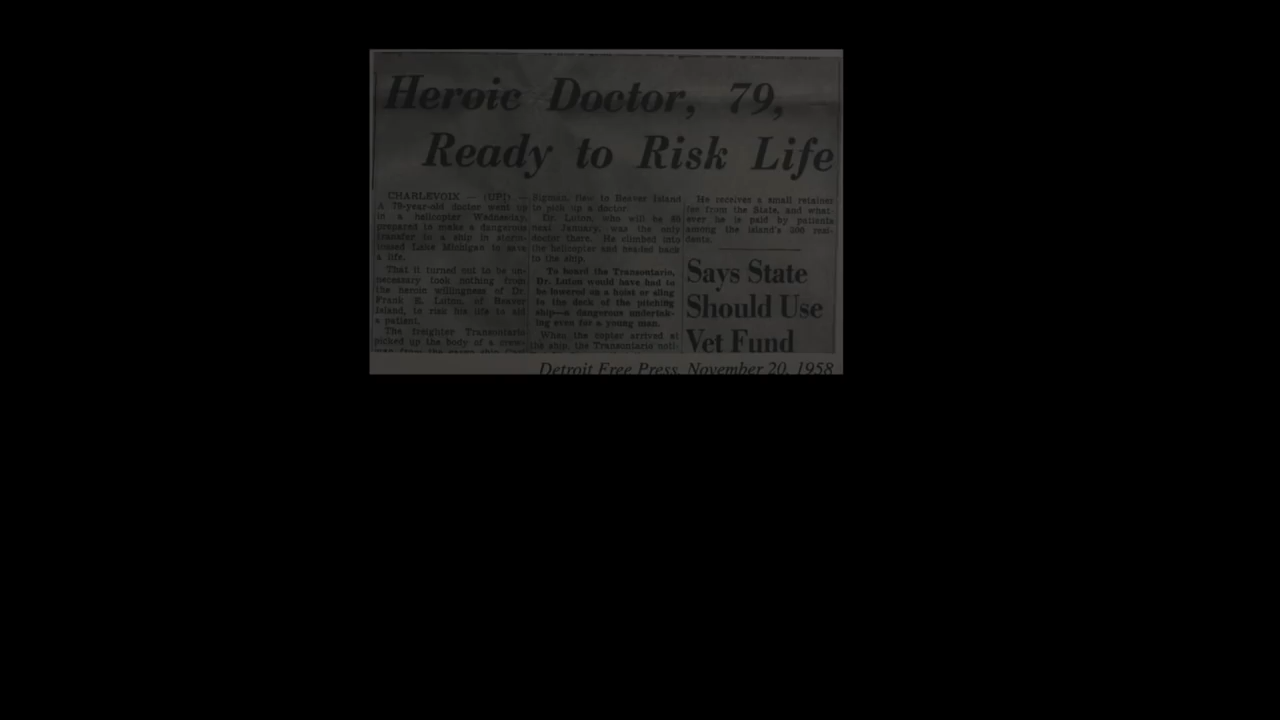 Heroic Doctor, 79,
Ready to Risk Life
CHARLEVOIX — (UPI) —
A 79-year-old doctor went up
in a helicopter Wednesday,
prepared to make a dangerous
transfer to a ship in storm-
tossed Lake Michigan to save
a life.
That it turned out to be un-
necessary took nothing from
the heroic willingness of Dr.
Frank E. Luton, of Beaver
Island, to risk his life to aid
a patient.
The freighter Transontario
picked up the body of a crew-
man from the
flew to Beaver Island
to pick up a doctor.
Dr. Luton, who will be 80
next January, was the only
doctor there. He climbed into
the helicopter and headed back
to the ship.
To board the Transontario,
Dr. Luton would have had to
be lowered on a hoist or sling
to the deck of the pitching
ship—a dangerous undertak-
ing even for a young man.
When the copter arrived at
the ship, the Transontario noti-
He receives a small retainer
fee from the State, and what-
ever he is paid by patients
among the island's 200 resi-
dents.
Says State
Should Use
Vet Fund
Detroit Free Press, November 20, 1958